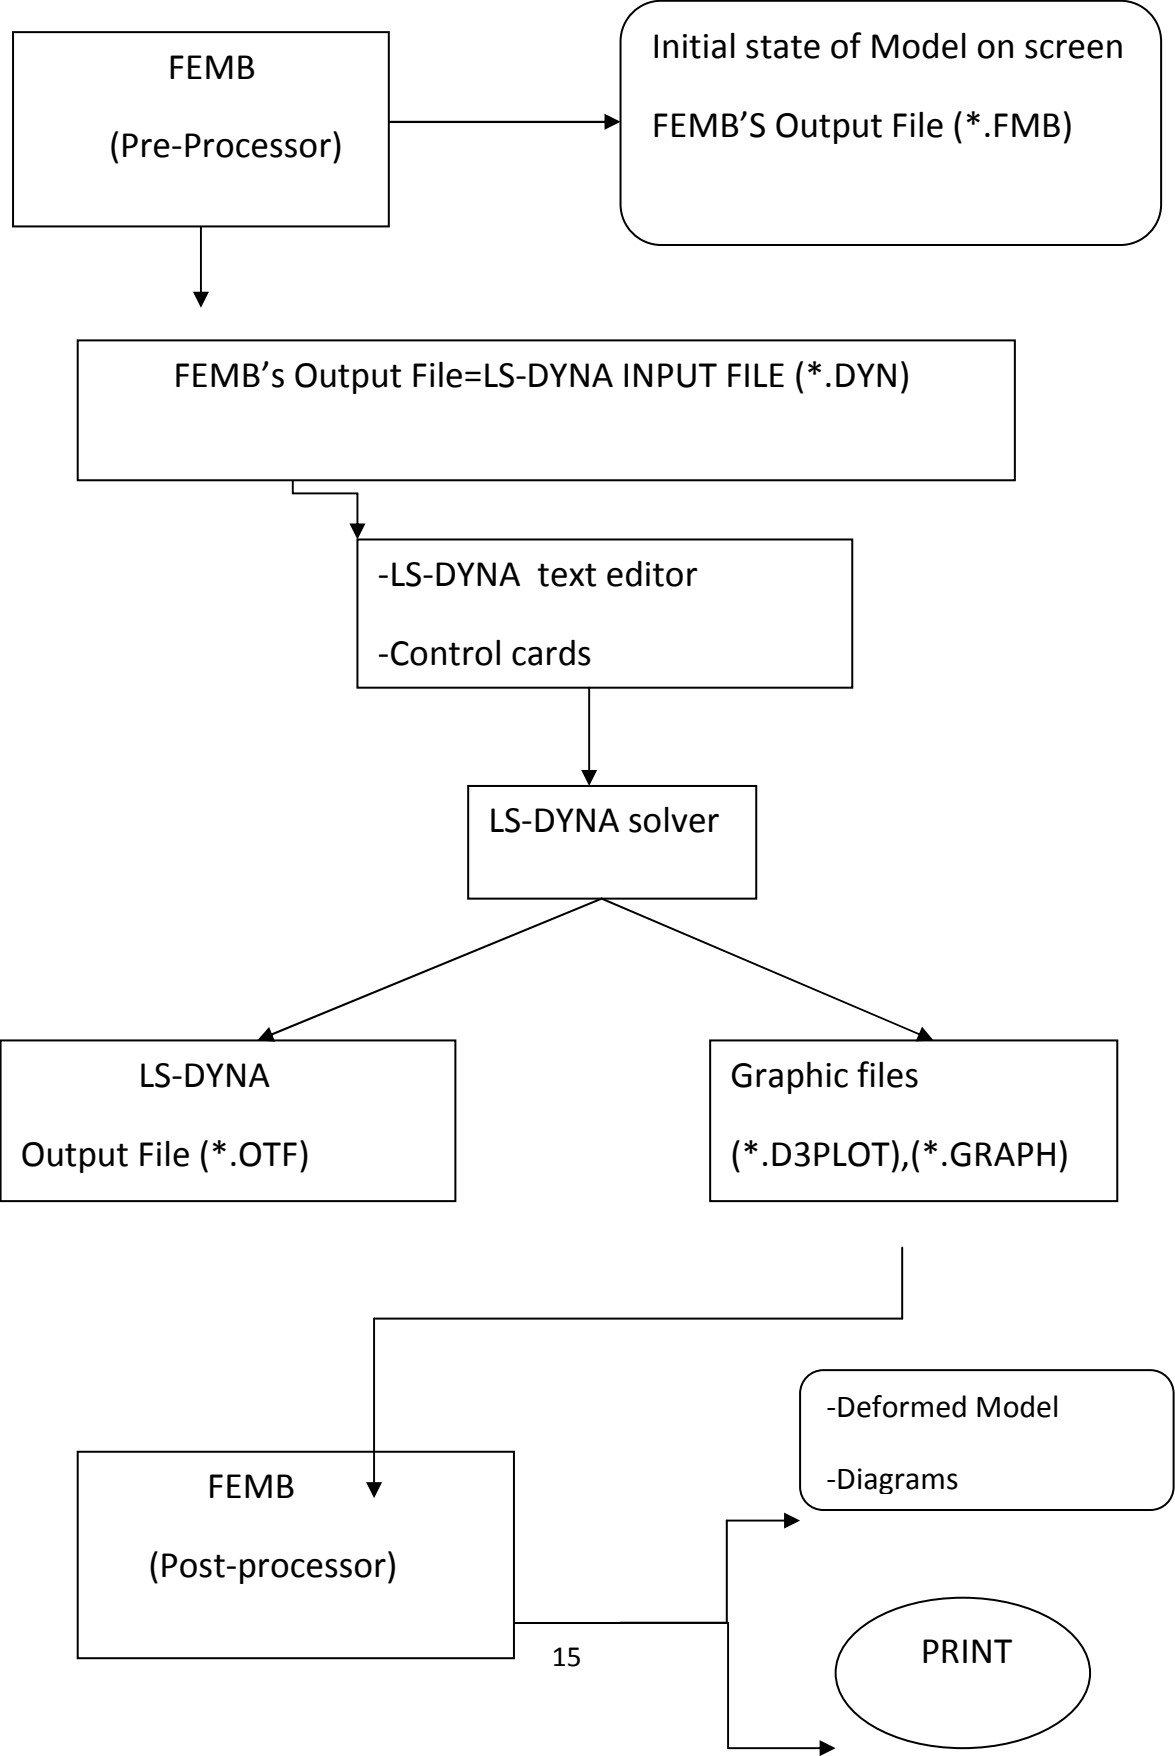 FEMB
(Pre-Processor)
Initial state of Model on screen
FEMB’S Output File (*.FMB)
FEMB’s Output File=LS-DYNA INPUT FILE (*.DYN)
-LS-DYNA  text editor
-Control cards
LS-DYNA solver
LS-DYNA
Output File (*.OTF)
Graphic files
(*.D3PLOT),(*.GRAPH)
-Deformed Model
-Diagrams
FEMB
(Post-processor)
PRINT
15